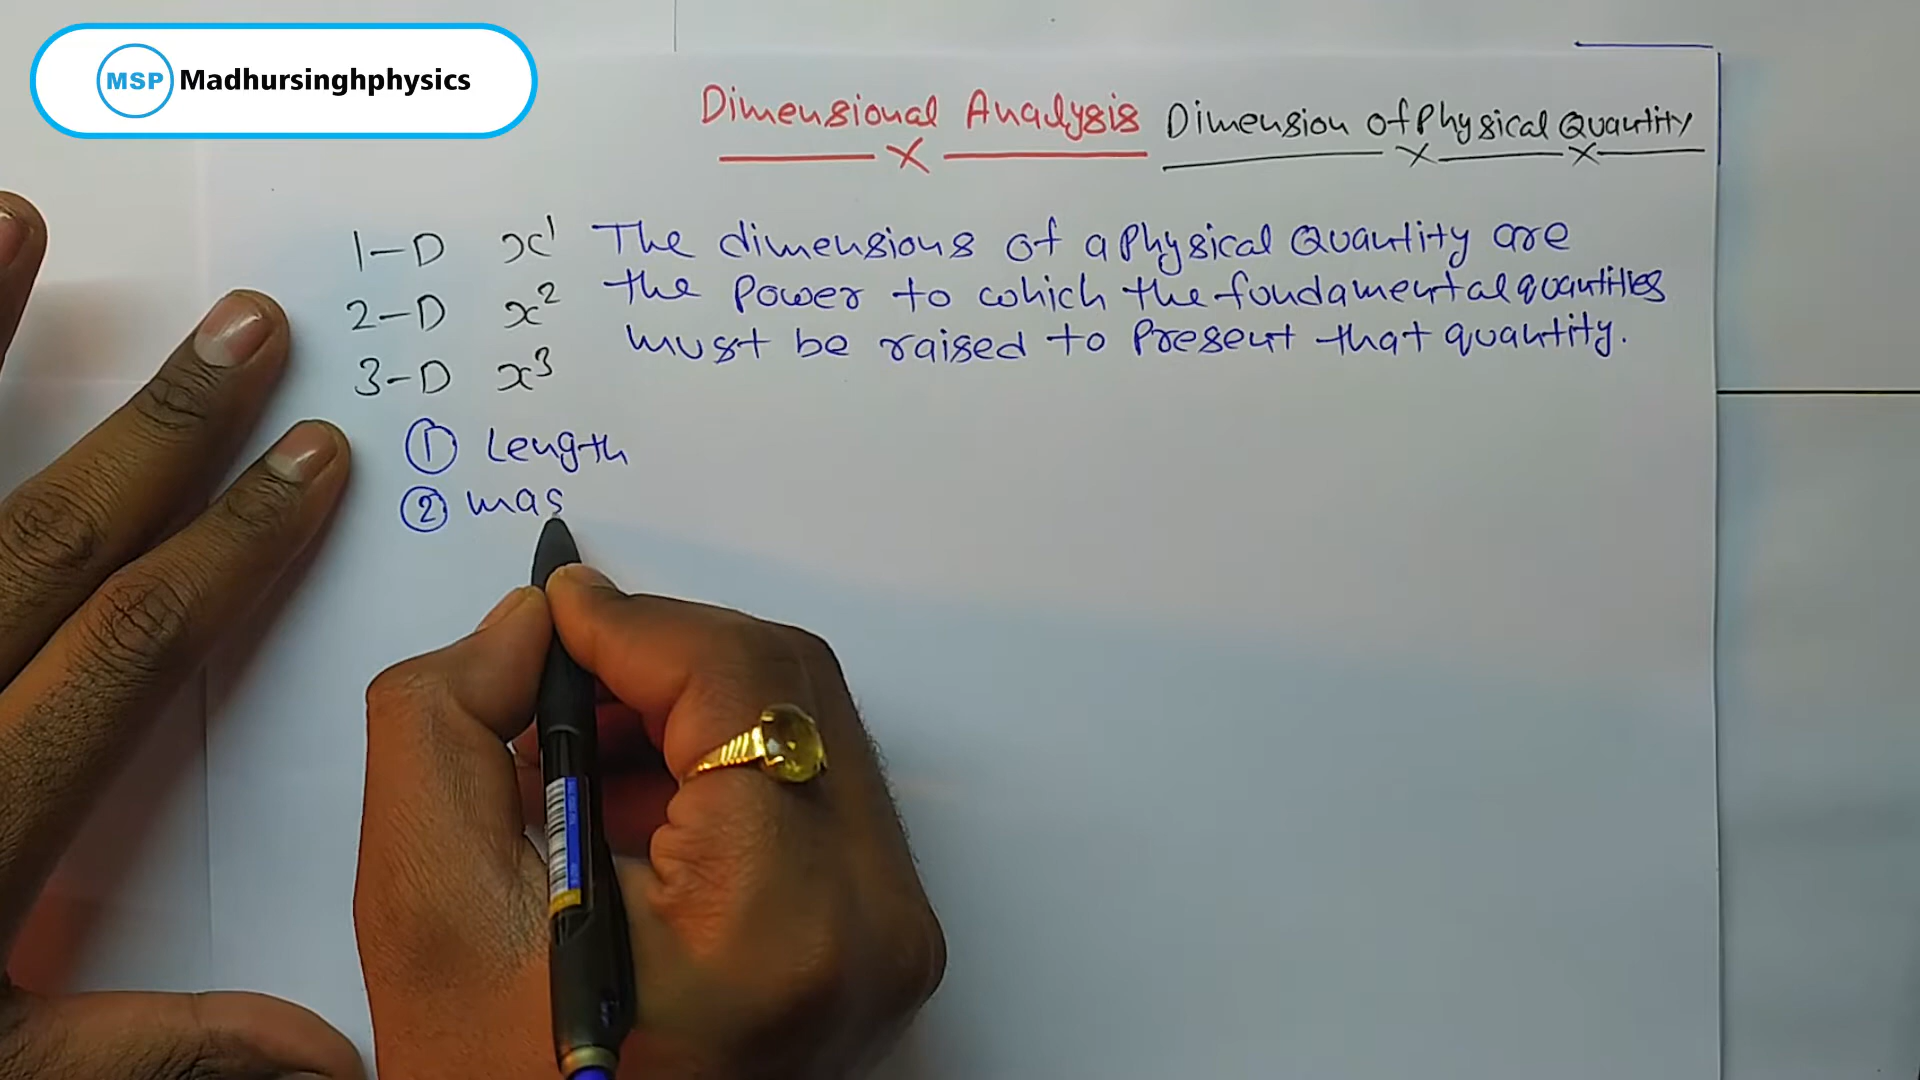 MSP Madhursinghphysics
Dimensional Analysis Dimension of Physical Quantity
1-D x¹ The dimensions of a Physical Quantity are
2-D x² the Power to which the fundamental quantities
3-D x³ must be raised to Present that quantity.
① Length
② mas